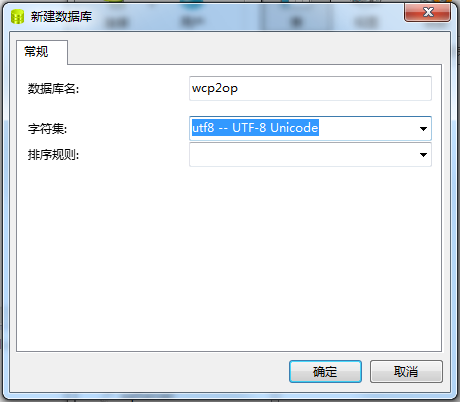 新建数据库
常规
数据库名:
wcp2op
字符集:
utf8 -- UTF-8 Unicode
排序规则:
确定
取消